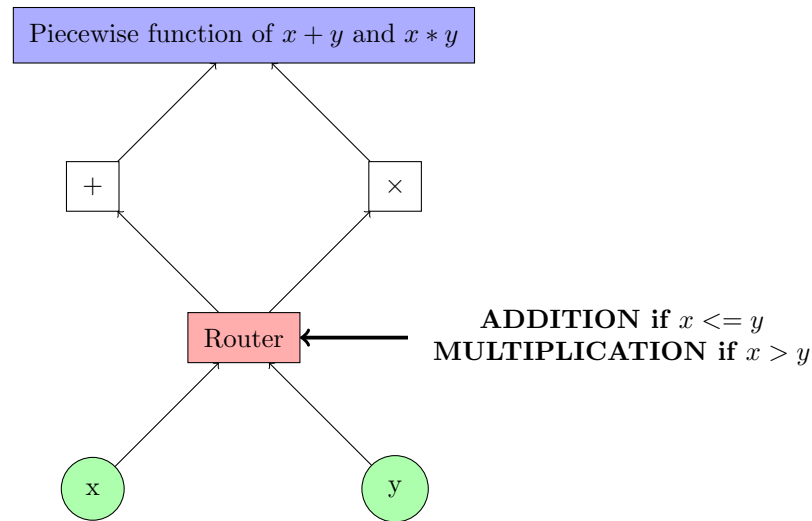 Piecewise function of x + y and x ∗ y
+
×
Router
ADDITION if x <= y
MULTIPLICATION if x > y
x
y